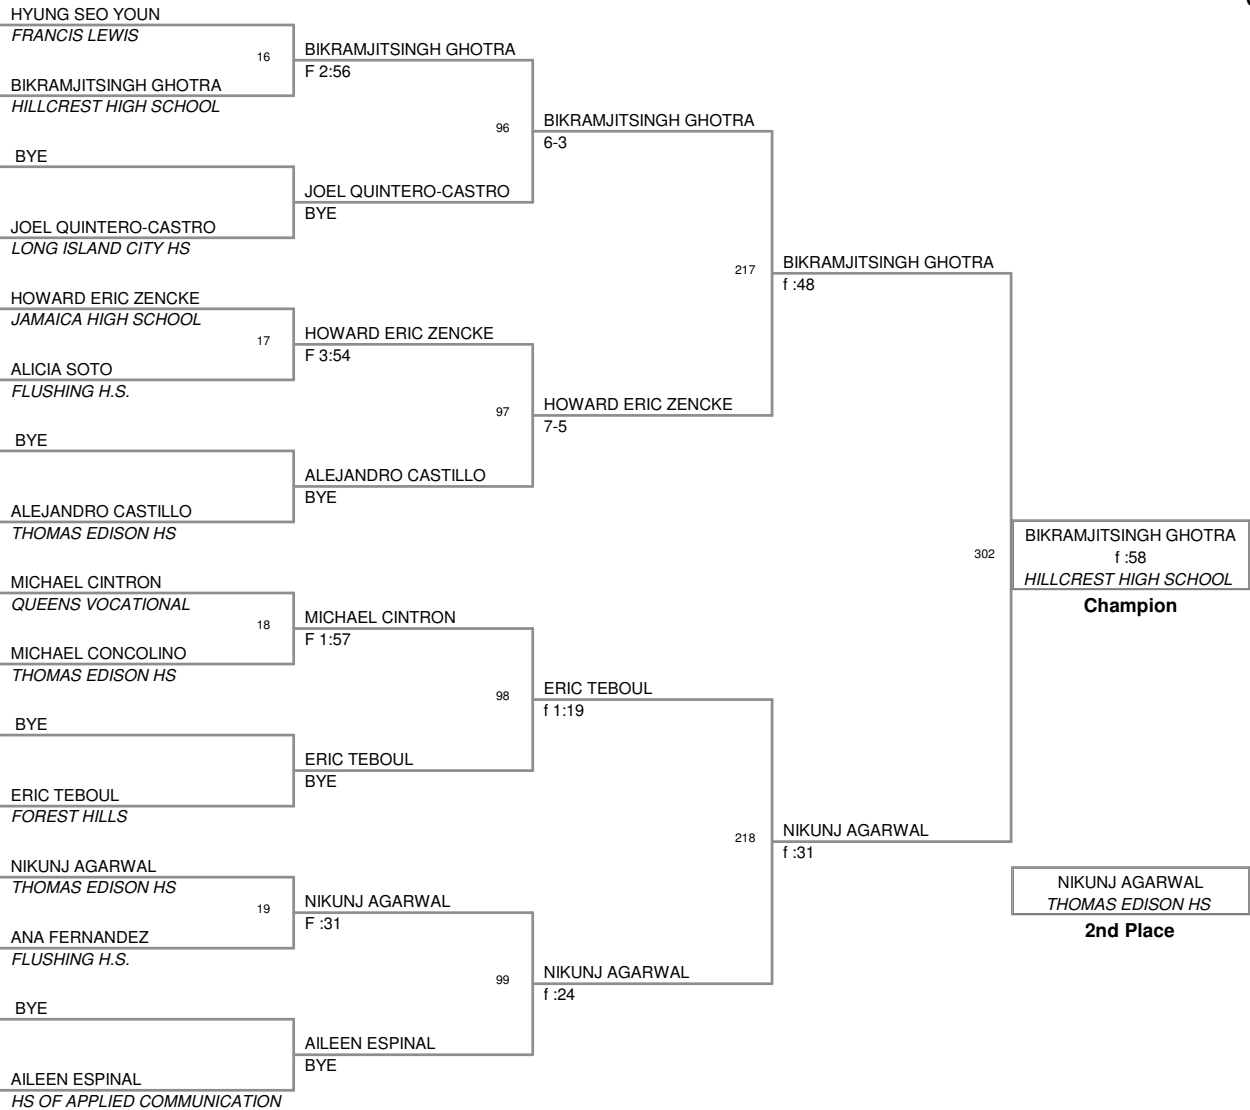 HYUNG SEO YOUN
FRANCIS LEWIS
16
BIKRAMJITSINGH GHOTRA
F 2:56
BIKRAMJITSINGH GHOTRA
HILLCREST HIGH SCHOOL
96
BIKRAMJITSINGH GHOTRA
6-3
BYE
JOEL QUINTERO-CASTRO
BYE
JOEL QUINTERO-CASTRO
LONG ISLAND CITY HS
217
BIKRAMJITSINGH GHOTRA
f :48
HOWARD ERIC ZENCKE
JAMAICA HIGH SCHOOL
17
HOWARD ERIC ZENCKE
F 3:54
ALICIA SOTO
FLUSHING H.S.
97
HOWARD ERIC ZENCKE
7-5
BYE
ALEJANDRO CASTILLO
BYE
ALEJANDRO CASTILLO
THOMAS EDISON HS
302
BIKRAMJITSINGH GHOTRA
f :58
HILLCREST HIGH SCHOOL
Champion
MICHAEL CINTRON
QUEENS VOCATIONAL
18
MICHAEL CINTRON
F 1:57
MICHAEL CONCOLINO
THOMAS EDISON HS
98
ERIC TEBOUL
f 1:19
BYE
ERIC TEBOUL
BYE
ERIC TEBOUL
FOREST HILLS
218
NIKUNJ AGARWAL
f :31
NIKUNJ AGARWAL
THOMAS EDISON HS
19
NIKUNJ AGARWAL
F :31
NIKUNJ AGARWAL
THOMAS EDISON HS
2nd Place
ANA FERNANDEZ
FLUSHING H.S.
99
NIKUNJ AGARWAL
f :24
BYE
AILEEN ESPINAL
BYE
AILEEN ESPINAL
HS OF APPLIED COMMUNICATION